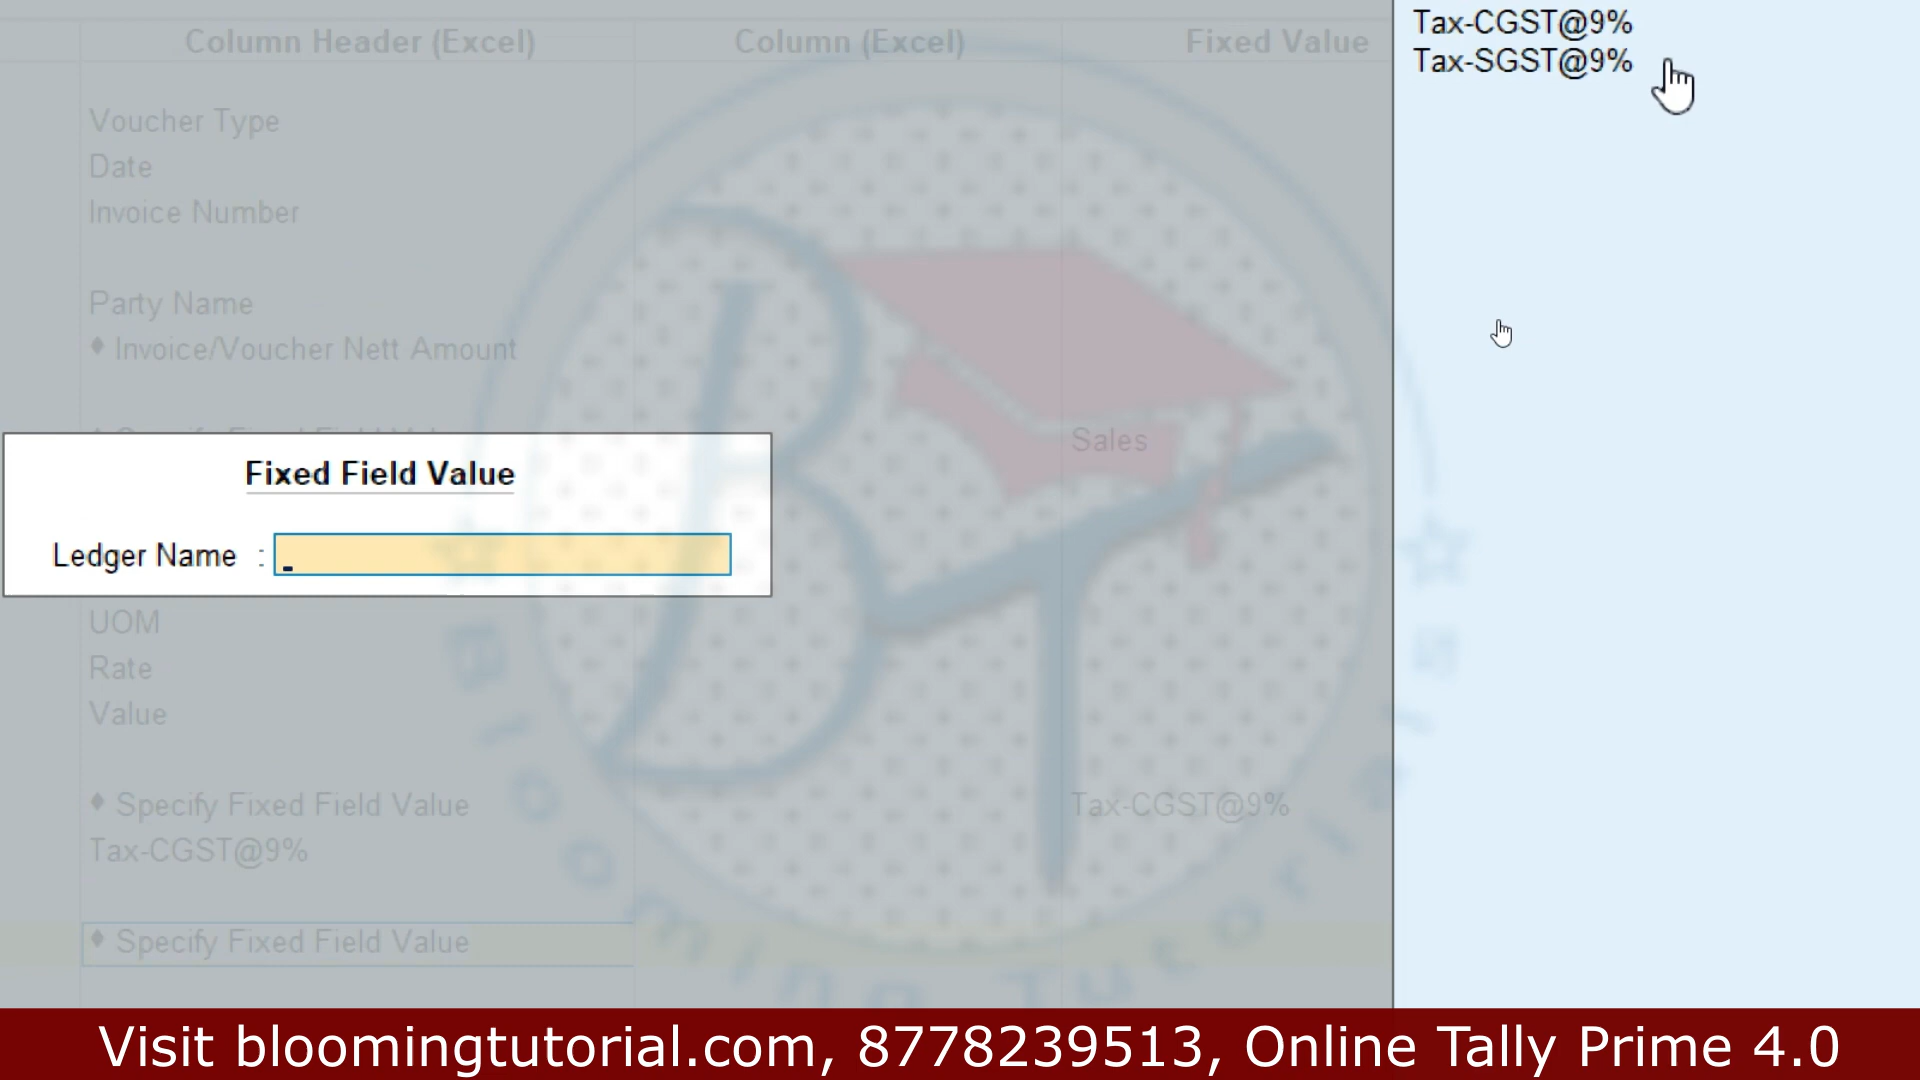 Column Header (Excel) Column (Excel) Fixed Value
Tax-CGST@9%
Tax-SGST@9%
Voucher Type
Date
Invoice Number
Party Name
♦ Invoice/Voucher Nett Amount
Sales
Fixed Field Value
Ledger Name :
UOM
Rate
Value
♦ Specify Fixed Field Value Tax-CGST@9%
Tax-CGST@9%
♦ Specify Fixed Field Value
Blooming Tutorial
Visit bloomingtutorial.com, 8778239513, Online Tally Prime 4.0